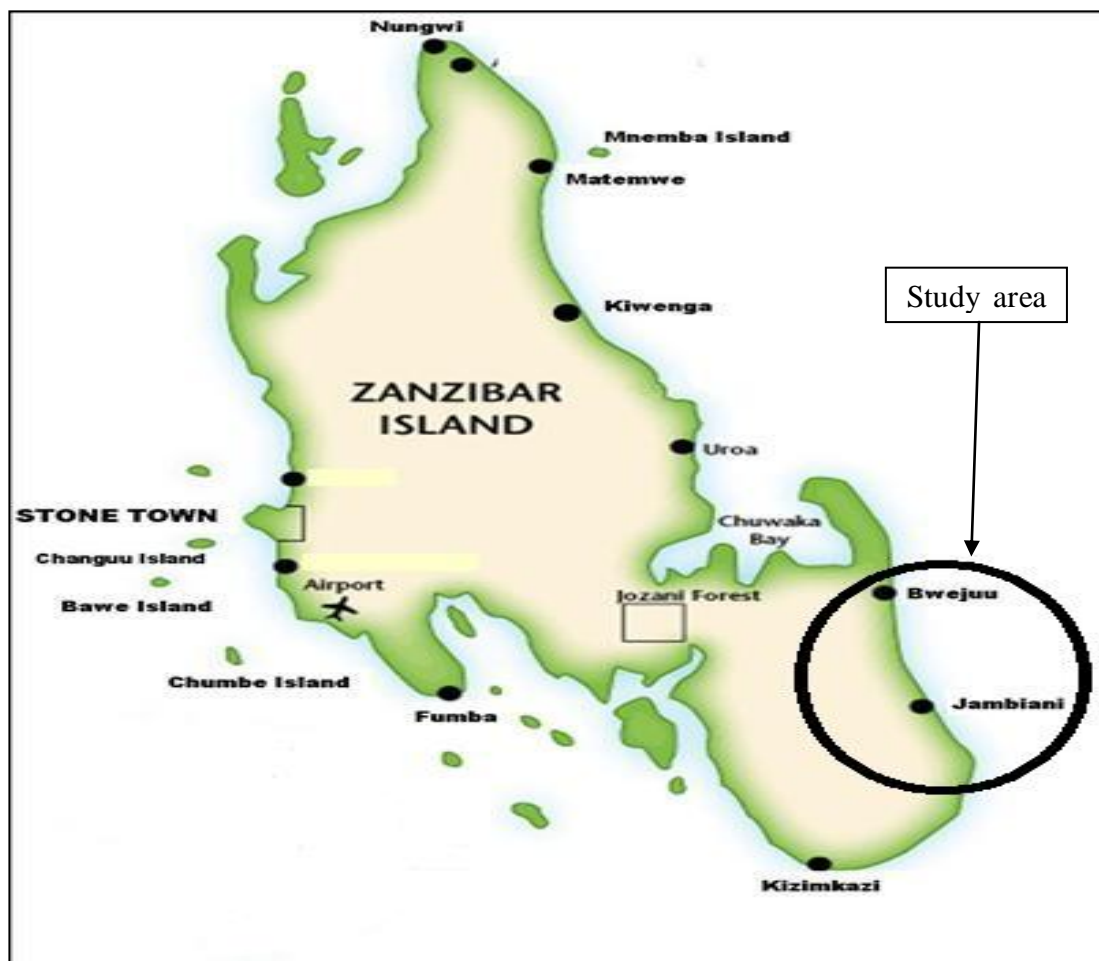 Nungwi
Mnemba Island
Matemwe
Study area
Kiwenga
ZANZIBAR
ISLAND
Uroa
STONE TOWN
Chuwaka
Bay
Changuu Island
Airport
Jozani Forest
Bwejuu
Bawe Island
Chumbe Island
Jambiani
Fumba
Kizimkazi